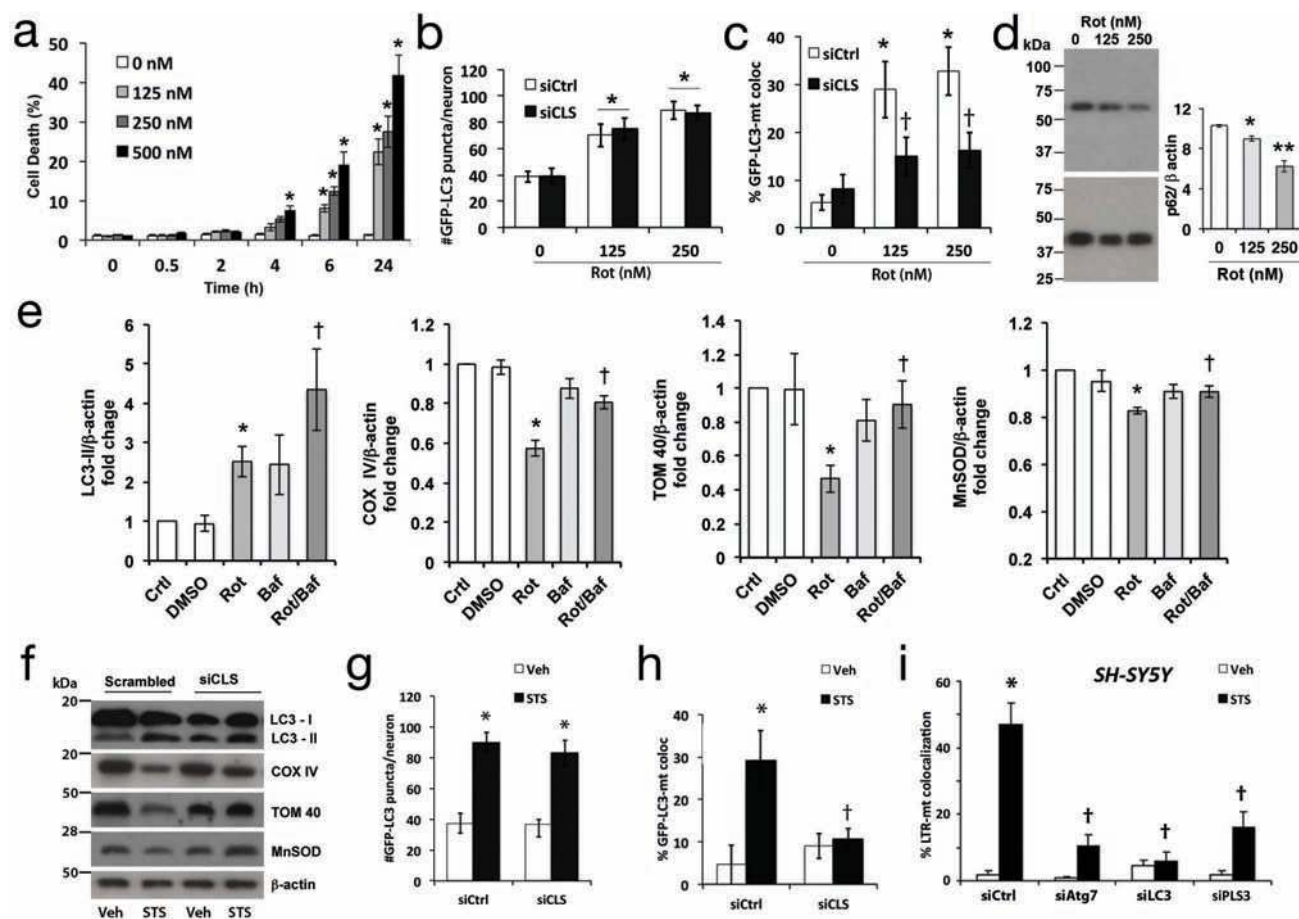 a
Cell Death (%)
50
40
30
20
10
0
0 nM
125 nM
250 nM
500 nM
*
* *
*
* *
*
*
0 0.5 2 4 6 24
Time (h)
b
#GFP-LC3 puncta/neuron
120
100
80
60
40
20
0
siCtrl
siCLS
*
*
0 125 250
Rot (nM)
c
% GFP-LC3-mt coloc
40
30
20
10
0
siCtrl
siCLS
* *
† †
0 125 250
Rot (nM)
d
Rot (nM)
0 125 250
kDa
100
75
50
37
75
50
37
25
p62/ β actin
12
9
6
3
0
*
**
0 125 250
Rot (nM)
e
LC3-II/β-actin
fold chage
6
5
4
3
2
1
0
*
†
Crtl DMSO Rot Baf Rot/Baf
COX IV/β-actin
fold change
1.2
1
0.8
0.6
0.4
0.2
0
*
†
Crtl DMSO Rot Baf Rot/Baf
TOM 40/β-actin
fold change
1.4
1.2
1.0
0.8
0.6
0.4
0.2
0
*
†
Crtl DMSO Rot Baf Rot/Baf
MnSOD/β-actin
fold change
1.2
1
0.8
0.6
0.4
0.2
*
†
Crtl DMSO Rot Baf Rot/Baf
f
kDa
Scrambled siCLS
20
LC3 - I
LC3 - II
20
COX IV
50
TOM 40
28
MnSOD
50
β-actin
Veh STS Veh STS
g
#GFP-LC3 puncta/neuron
120
100
80
60
40
20
0
Veh
STS
* *
siCtrl siCLS
h
% GFP-LC3-mt coloc
40
30
20
10
0
Veh
STS
*
†
siCtrl siCLS
i
SH-SY5Y
% LTR-mt colocalization
60
40
20
0
Veh
STS
*
† † †
siCtrl siAtg7 siLC3 siPLS3